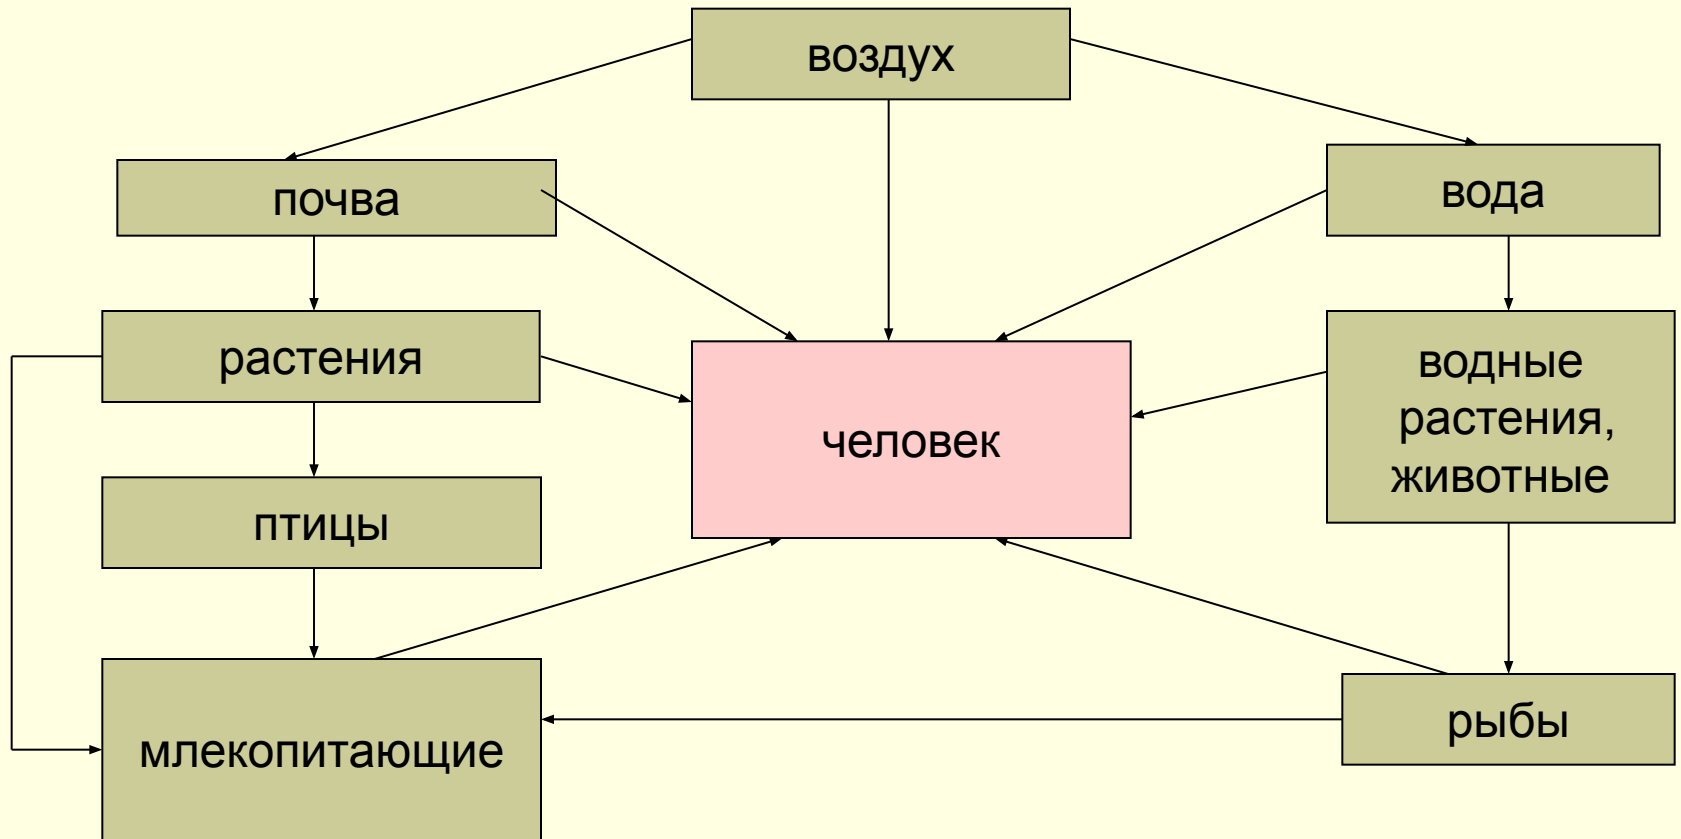 воздух
почва
вода
растения
человек
водные
растения,
животные
птицы
млекопитающие
рыбы